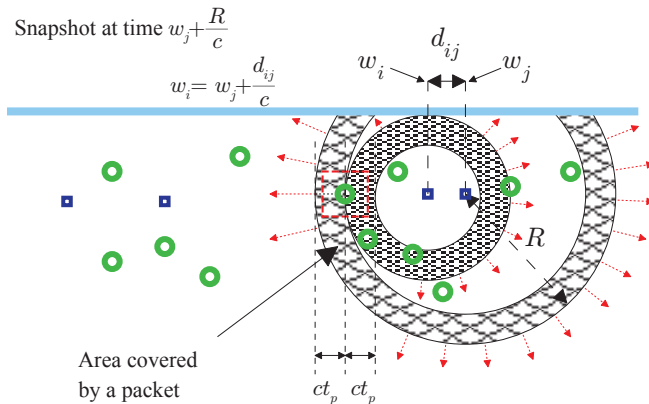 Snapshot at time w_j + R/c
w_i = w_j + d_ij/c
d_ij
w_i w_j
R
Area covered
by a packet
ct_p ct_p